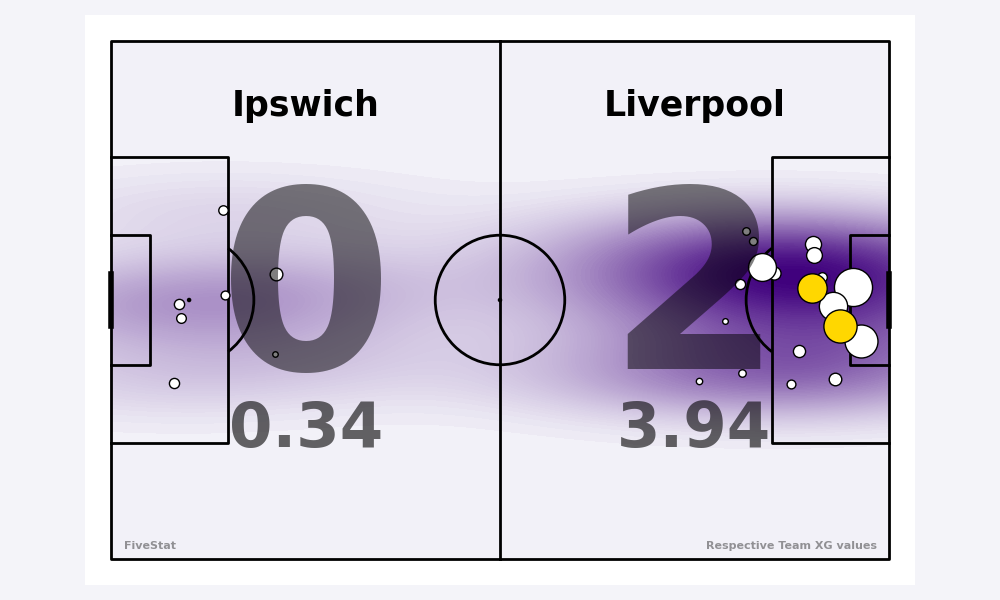 Ipswich
Liverpool
0
2
0.34
3.94
FiveStat
Respective Team XG values